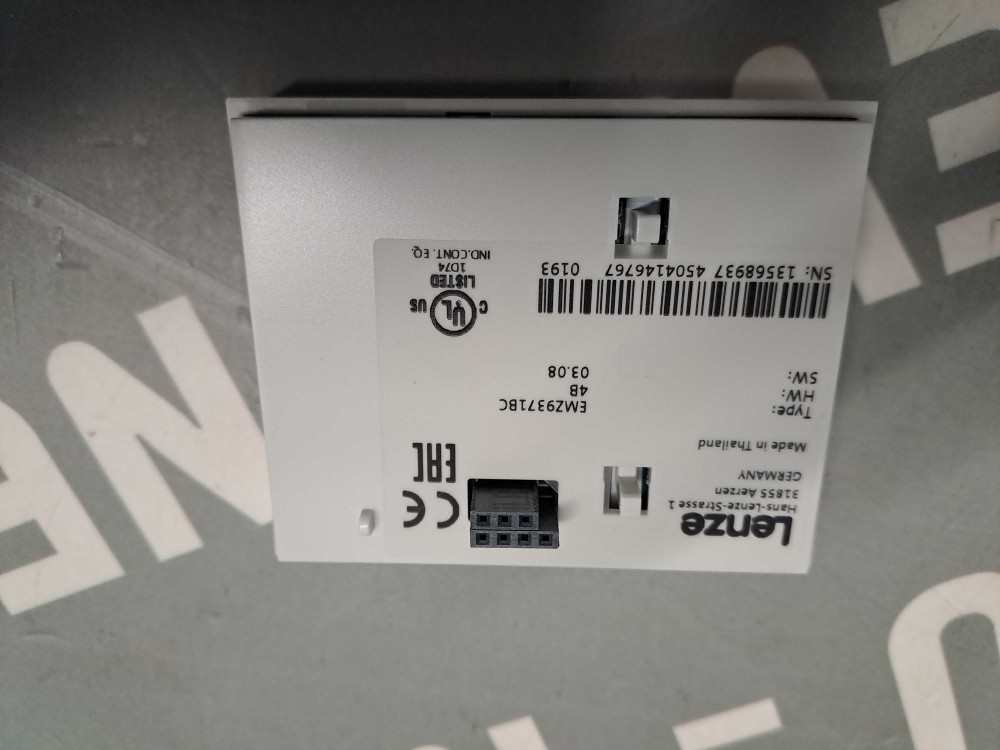 Lenze
Hans-Lenze-Strasse 1
31855 Aerzen
GERMANY
Made in Thailand
CE
EAC
Type: EMZ9371BC
HW: 4B
SW: 03.08
SN: 13568937 4504146767 0193
C UL US
LISTED
1D74
IND.CONT. EQ.